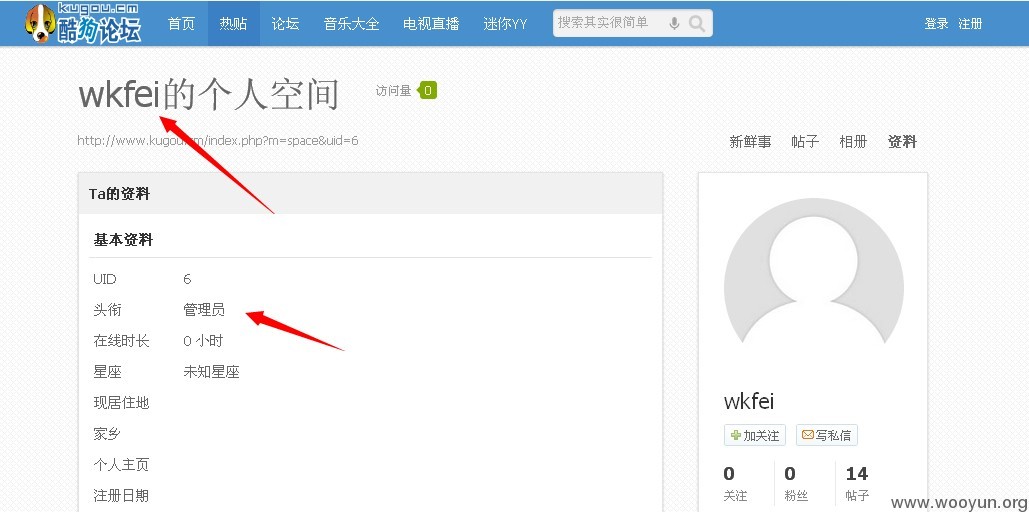 kugou.cm
酷狗论坛 首页 热贴 论坛 音乐大全 电视直播 迷你YY 搜索其实很简单 登录 注册
wkfei的个人空间 访问量 0
http://www.kugou.cm/index.php?m=space&uid=6 新鲜事 帖子 相册 资料
Ta的资料
基本资料
UID 6
头衔 管理员
在线时长 0 小时
星座 未知星座
现居住地
家乡
个人主页
注册日期
wkfei
加关注 写私信
0 0 14
关注 粉丝 帖子
www.wooyun.org